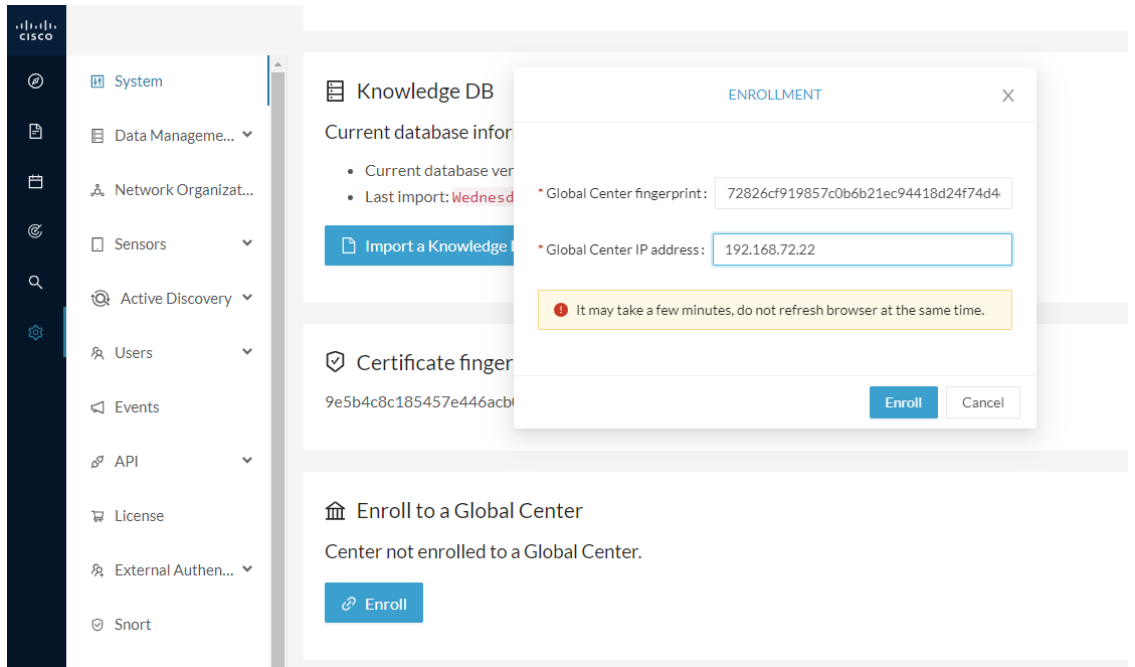 CISCO
System
Data Manageme...
Network Organizat...
Sensors
Active Discovery
Users
Events
API
License
External Authen...
Snort
Knowledge DB
Current database infor
Current database ver
Last import: Wednesd
Import a Knowledge
Certificate finger
9e5b4c8c185457e446acb
Enroll to a Global Center
Center not enrolled to a Global Center.
Enroll
ENROLLMENT
* Global Center fingerprint: 72826cf919857c0b6b21ec94418d24f74d4
* Global Center IP address: 192.168.72.22
It may take a few minutes, do not refresh browser at the same time.
Enroll Cancel